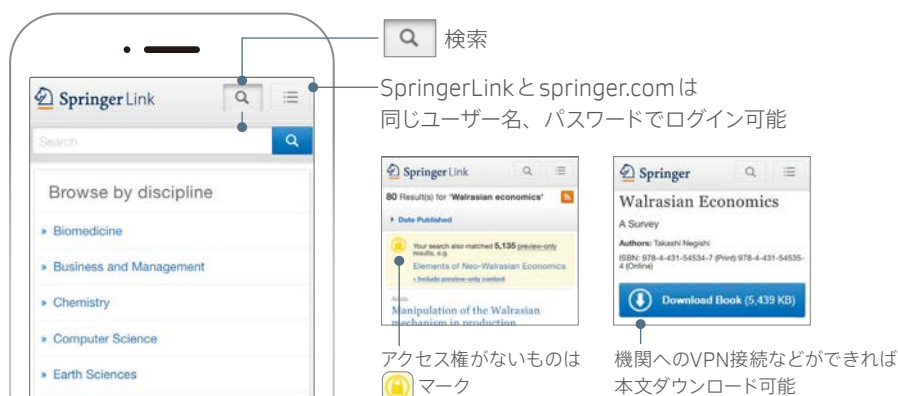 検索
SpringerLinkとspringer.comは
同じユーザー名、パスワードでログイン可能
Springer Link
Search
Browse by discipline
» Biomedicine
» Business and Management
» Chemistry
» Computer Science
» Earth Sciences
Springer Link
80 Result(s) for 'Walrasian economics'
Date Published
Your search also matched 5,135 preview-only
results, e.g.
Elements of Neo-Walrasian Economics
« Include preview-only content
Article
Manipulation of the Walrasian
mechanism in production
アクセス権がないものは
マーク
Springer
Walrasian Economics
A Survey
Authors: Takashi Negishi
ISBN: 978-4-431-54534-7 (Print) 978-4-431-54535-
4 (Online)
Download Book (5,439 KB)
機関へのVPN接続などができれば
本文ダウンロード可能